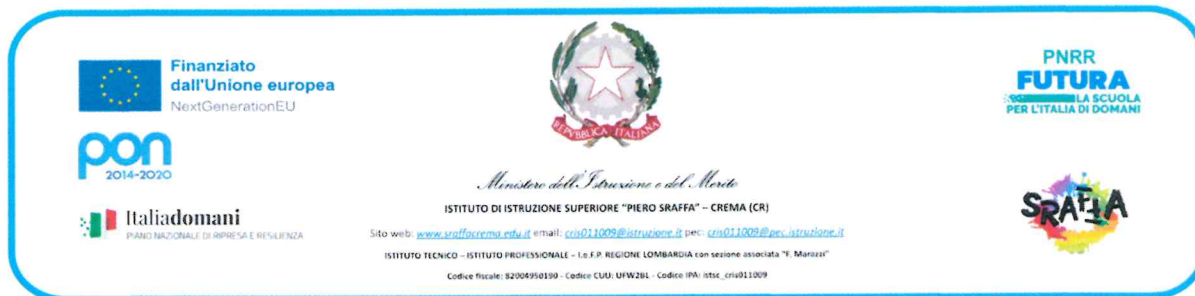 Finanziato
dall'Unione europea
NextGenerationEU
pon
2014-2020
Italiadomani
PIANO NAZIONALE DI RIPRESA E RESILIENZA
REPVBBLICA ITALIANA
Ministero dell'Istruzione e del Merito
ISTITUTO DI ISTRUZIONE SUPERIORE "PIERO SRAFFA" – CREMA (CR)
Sito web: www.sraffacrema.edu.it email: cris011009@istruzione.it pec: cris011009@pec.istruzione.it
ISTITUTO TECNICO – ISTITUTO PROFESSIONALE – I.e.F.P. REGIONE LOMBARDIA con sezione associata "F. Marazzi"
Codice fiscale: 82004950190 - Codice CUU: UFW2BL - Codice IPA: istsc_cris011009
PNRR
FUTURA
LA SCUOLA
PER L'ITALIA DI DOMANI
SRAFFA